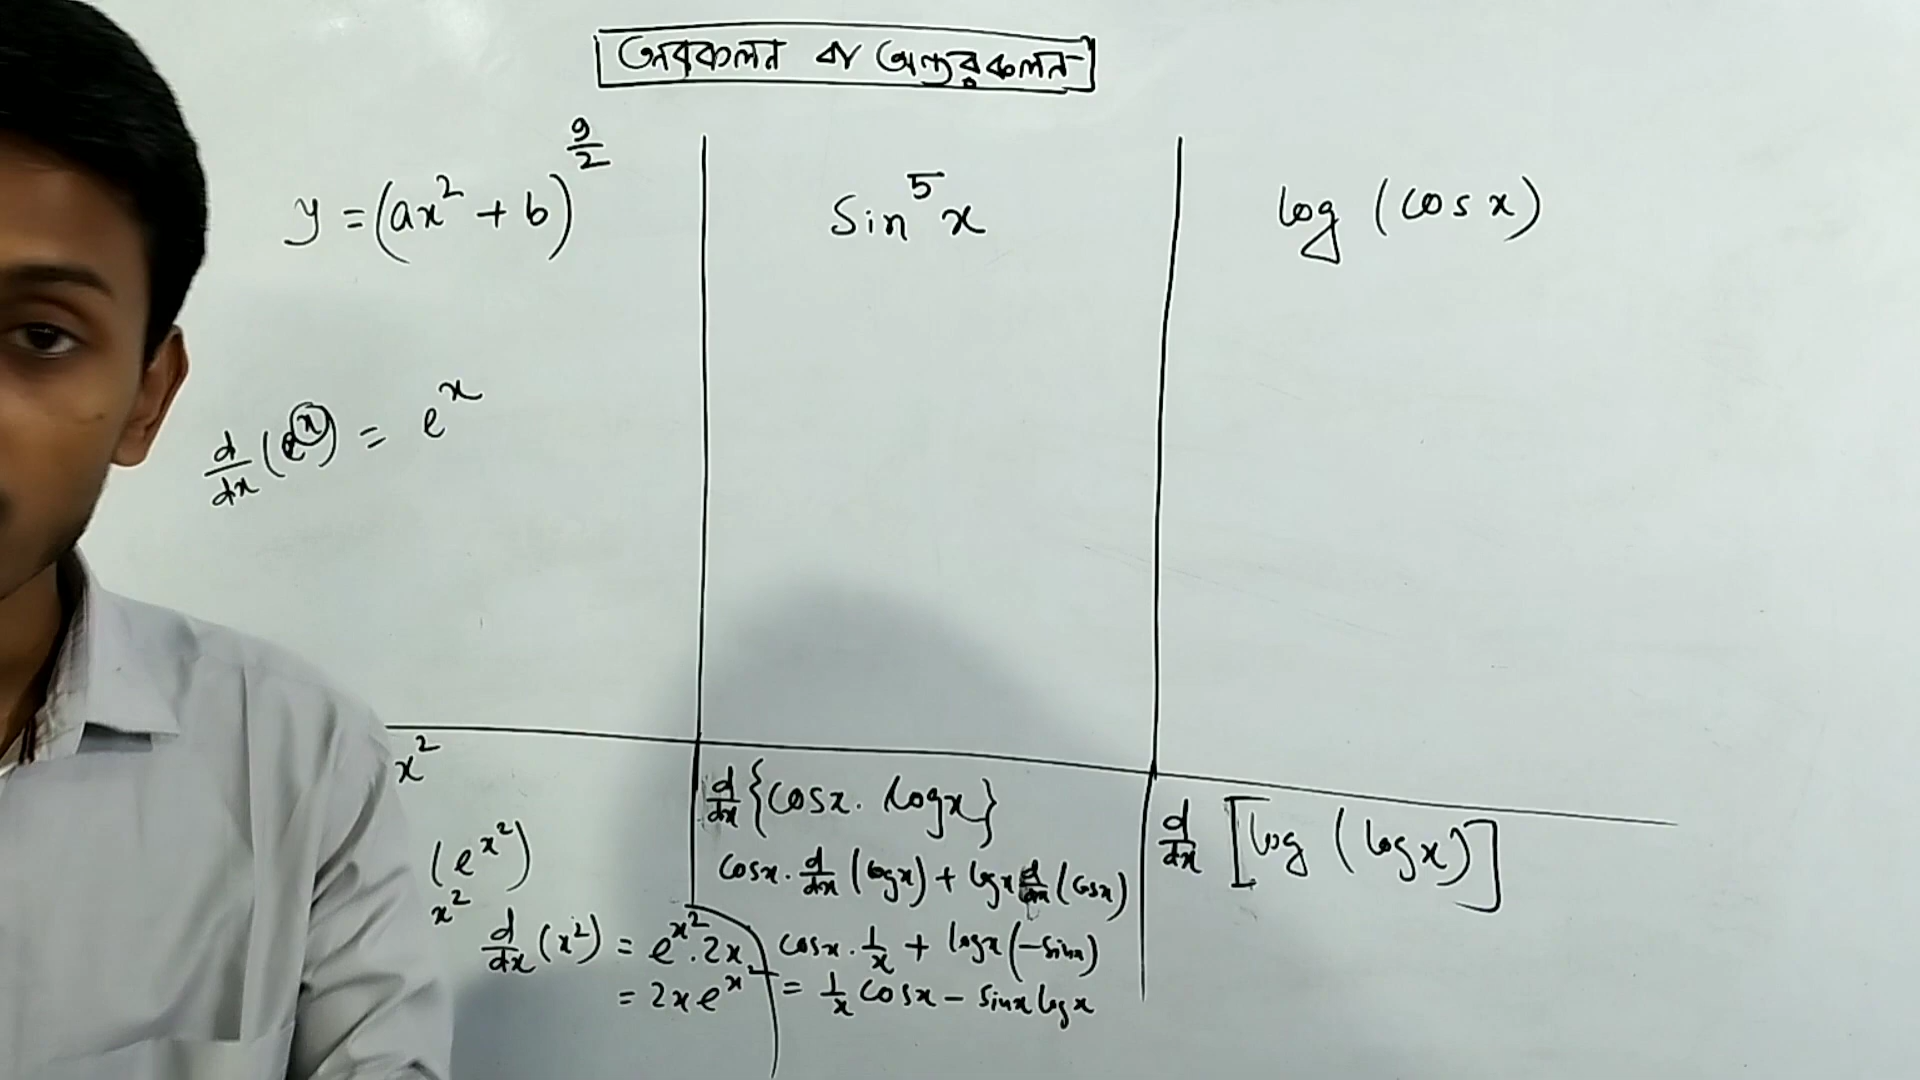 অবকলন বা অন্তরকলন
y = (ax² + b)^(9/2)
Sin⁵x
log (cos x)
d/dx (e^x) = e^x
x²
(e^x²)
x² d/dx (x²) = e^x² . 2x
= 2x e^x²
d/dx {cosx . logx}
cosx . d/dx (logx) + logx d/dx (cosx)
cosx . 1/x + logx (-sinx)
= 1/x cosx - sinx logx
d/dx [log (logx)]